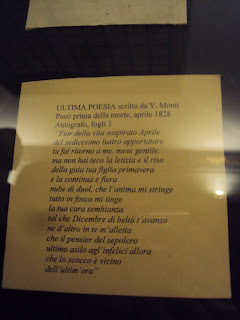 ULTIMA POESIA scritta da V. Monti
Poco prima della morte, aprile 1828.
Autografo, fogli 1
"Fior della vita sospirato Aprile
del sedicesimo lustro apportatore
tu fai ritorno a me, mese gentile,
ma non hai teco la letizia e il riso
della gaia tua figlia primavera
e la continua e fiera
nube di duol, che l'anima mi stringe
tutto in fosco mi tinge
la tua cara sembianza
tal che Dicembre di beltà t'avanza
ne d'altro in te m'alletta
che il pensier del sepolcro
ultimo asilo agl'infelici allora
che lo scocco è vicino
dell'ultim'ora"